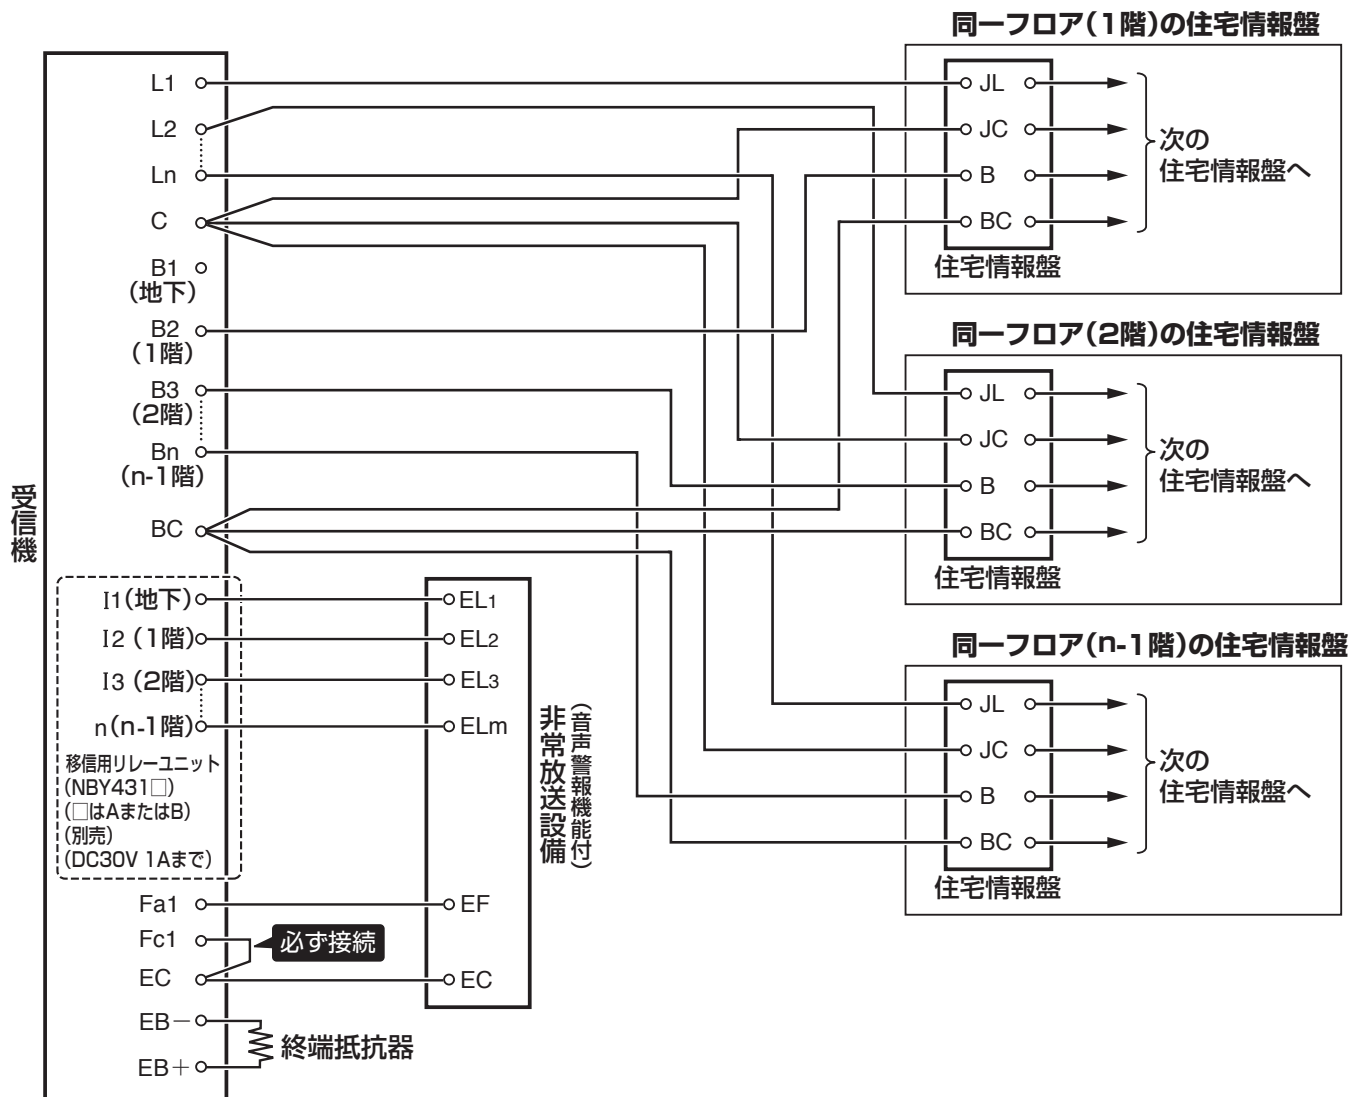 受信機
L1
L2
Ln
C
B1
(地下)
B2
(1階)
B3
(2階)
Bn
(n-1階)
BC
I1(地下)
I2(1階)
I3(2階)
n(n-1階)
移信用リレーユニット
(NBY431□)
(□はAまたはB)
(別売)
(DC30V 1Aまで)
Fa1
Fc1
EC
EB−
EB+
必ず接続
終端抵抗器
EL1
EL2
EL3
ELm
EF
EC
非常放送設備
(音声警報機能付)
同一フロア(1階)の住宅情報盤
JL
JC
B
BC
住宅情報盤
次の
住宅情報盤へ
同一フロア(2階)の住宅情報盤
JL
JC
B
BC
住宅情報盤
次の
住宅情報盤へ
同一フロア(n-1階)の住宅情報盤
JL
JC
B
BC
住宅情報盤
次の
住宅情報盤へ